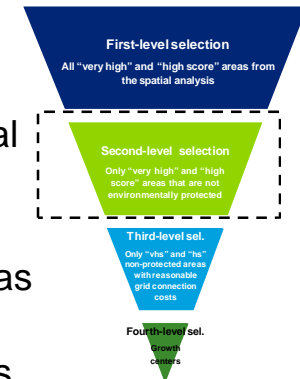 First-level selection
All “very high” and “high score” areas from
the spatial analysis
Second-level selection
Only “very high” and “high
score” areas that are not
environmentally protected
Third-level sel.
Only “vhs” and “hs”
non-protected areas
with reasonable
grid connection
costs
Fourth-level sel.
Growth
centers